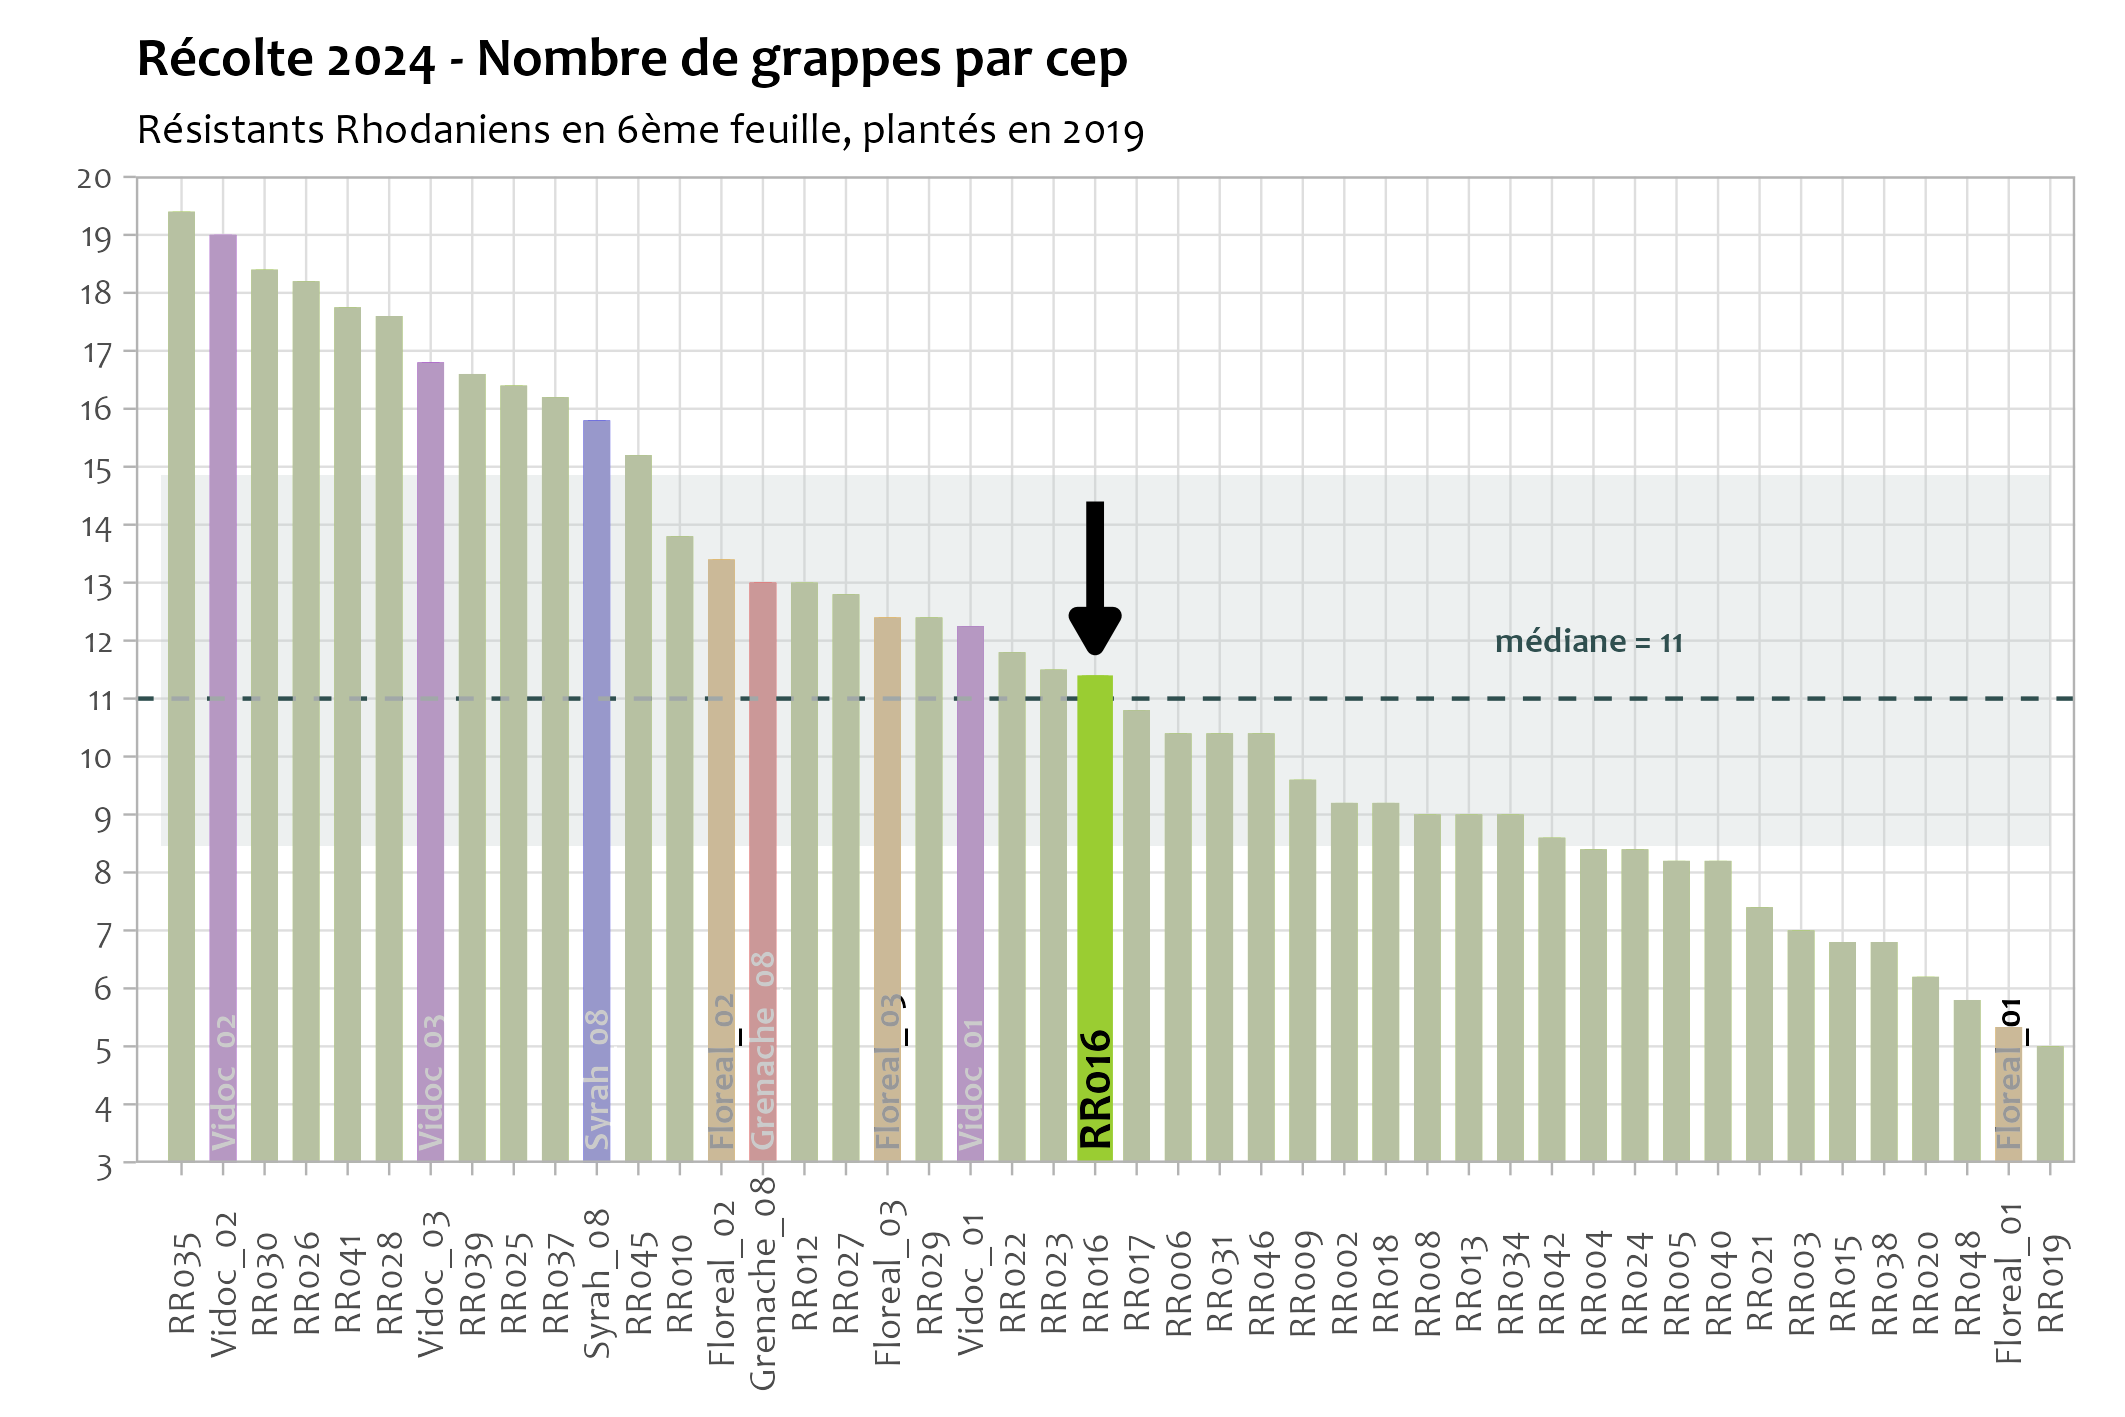 Récolte 2024 - Nombre de grappes par cep
Résistants Rhodaniens en 6ème feuille, plantés en 2019
20
19
18
17
16
15
14
13
12
11
10
9
8
7
6
5
4
3
médiane = 11
Vidoc_02
Vidoc_03
Syrah_08
Floreal_02
Grenache_08
Floreal_03
Vidoc_01
RR016
Floreal_01
RR035
Vidoc_02
RR030
RR026
RR041
RR028
Vidoc_03
RR039
RR025
RR037
Syrah_08
RR045
RR010
Floreal_02
Grenache_08
RR012
RR027
Floreal_03
RR029
Vidoc_01
RR022
RR023
RR016
RR017
RR006
RR031
RR046
RR009
RR002
RR018
RR008
RR013
RR034
RR042
RR004
RR024
RR005
RR040
RR021
RR003
RR015
RR038
RR020
RR048
Floreal_01
RR019